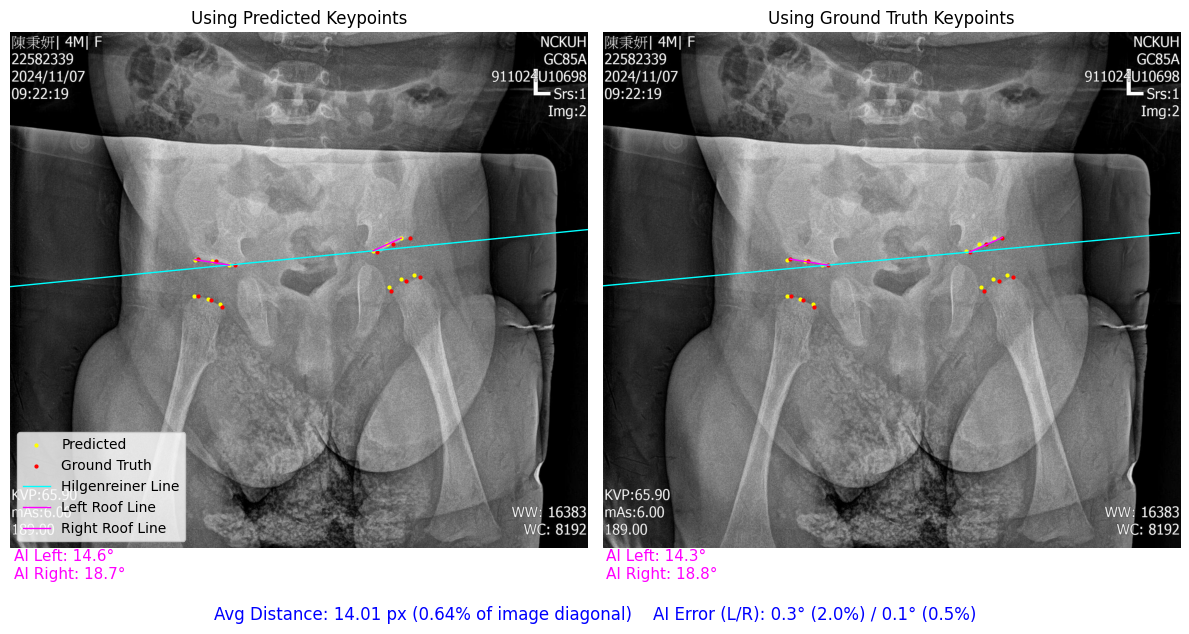 Using Predicted Keypoints
陳秉妍| 4M| F
22582339
2024/11/07
09:22:19
NCKUH
GC85A
911024U10698
L
Srs:1
Img:2
Predicted
Ground Truth
Hilgenreiner Line
Left Roof Line
Right Roof Line
KVP:65.90
mAs:6.00
189.00
WW: 16383
WC: 8192
AI Left: 14.6°
AI Right: 18.7°
Using Ground Truth Keypoints
陳秉妍| 4M| F
22582339
2024/11/07
09:22:19
NCKUH
GC85A
911024U10698
L
Srs:1
Img:2
KVP:65.90
mAs:6.00
189.00
WW: 16383
WC: 8192
AI Left: 14.3°
AI Right: 18.8°
Avg Distance: 14.01 px (0.64% of image diagonal) AI Error (L/R): 0.3° (2.0%) / 0.1° (0.5%)